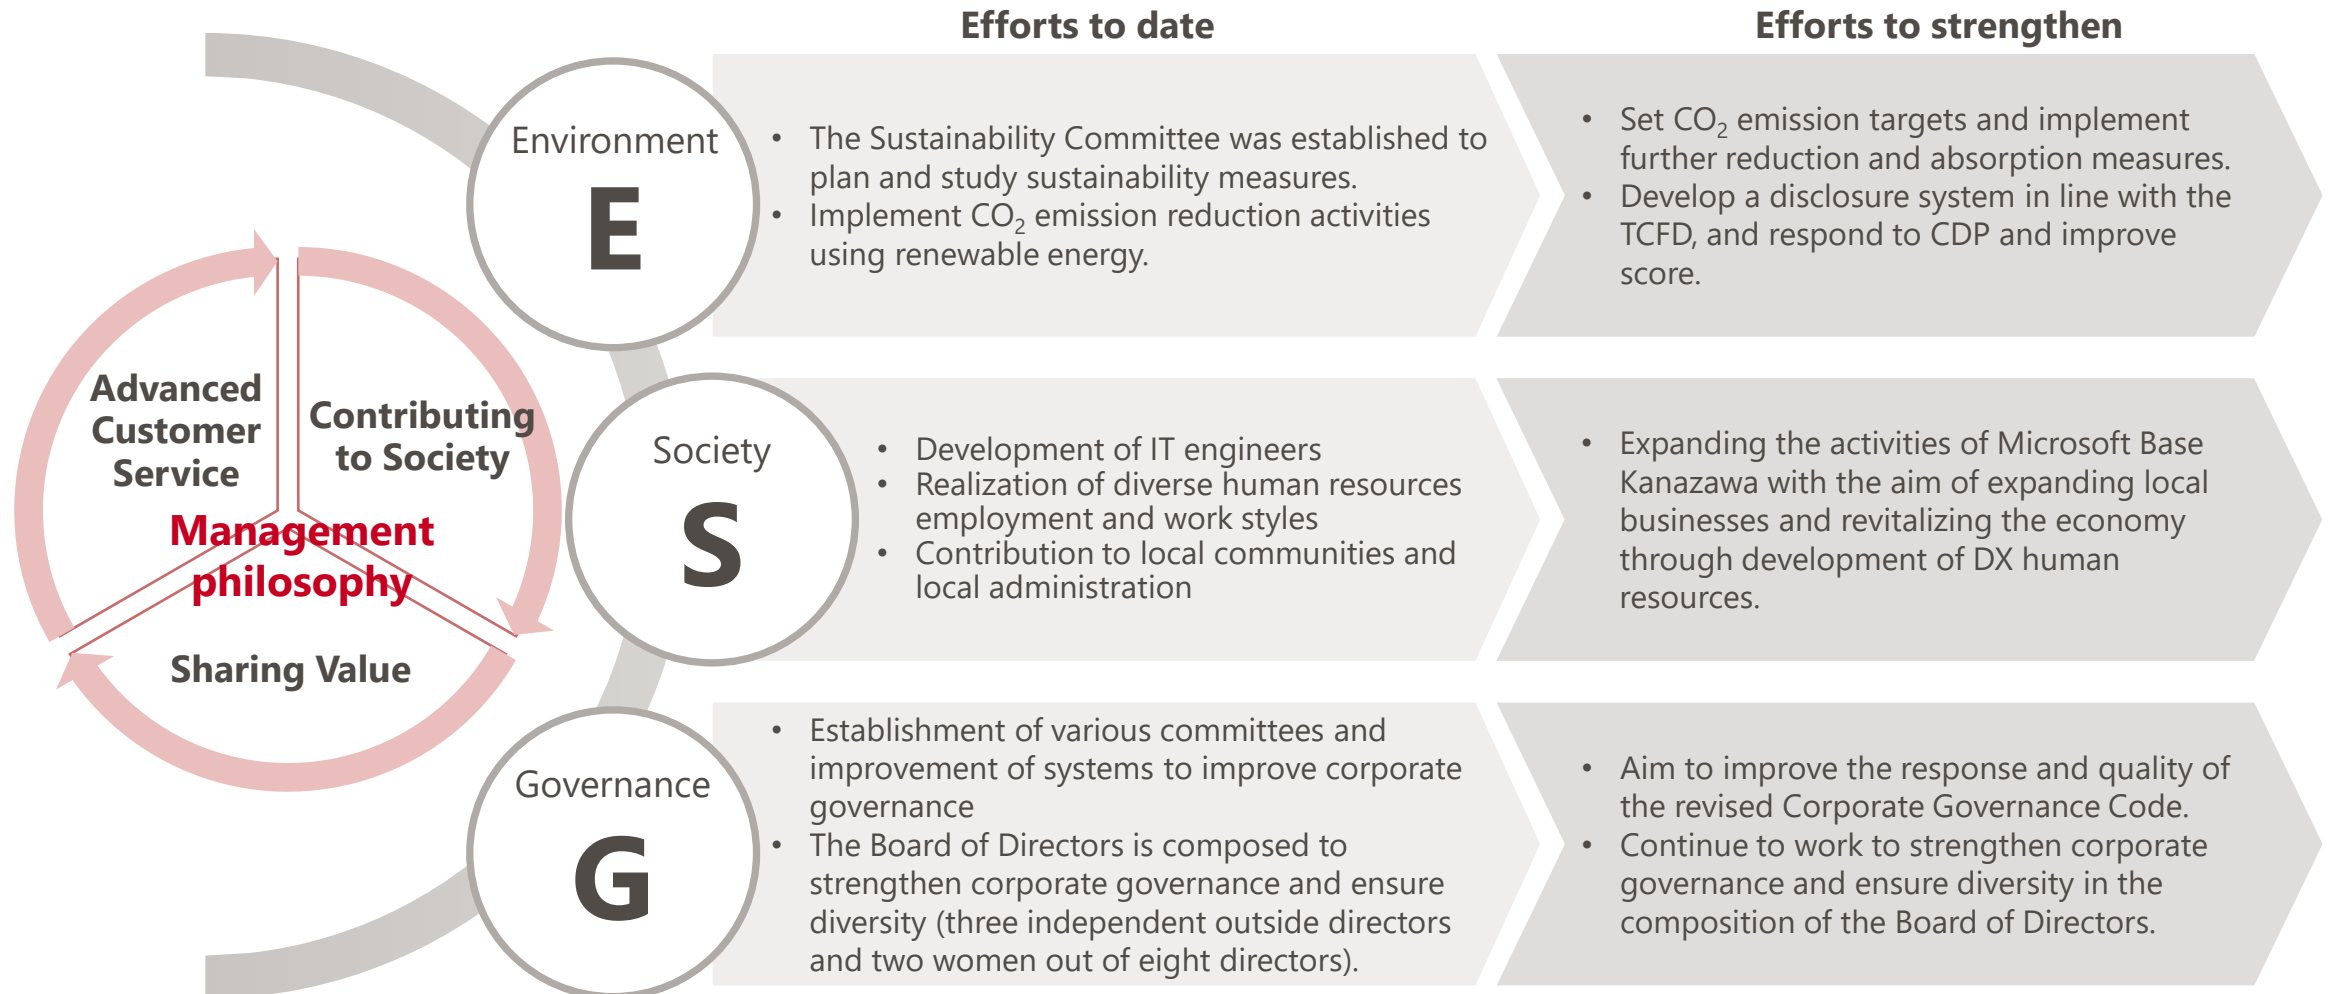 Efforts to date
Efforts to strengthen
Advanced
Customer
Service
Contributing
to Society
Management
philosophy
Sharing Value
Environment
E
• The Sustainability Committee was established to
plan and study sustainability measures.
• Implement CO₂ emission reduction activities
using renewable energy.
• Set CO₂ emission targets and implement
further reduction and absorption measures.
• Develop a disclosure system in line with the
TCFD, and respond to CDP and improve
score.
Society
S
• Development of IT engineers
• Realization of diverse human resources
employment and work styles
• Contribution to local communities and
local administration
• Expanding the activities of Microsoft Base
Kanazawa with the aim of expanding local
businesses and revitalizing the economy
through development of DX human
resources.
Governance
G
• Establishment of various committees and
improvement of systems to improve corporate
governance
• The Board of Directors is composed to
strengthen corporate governance and ensure
diversity (three independent outside directors
and two women out of eight directors).
• Aim to improve the response and quality of
the revised Corporate Governance Code.
• Continue to work to strengthen corporate
governance and ensure diversity in the
composition of the Board of Directors.